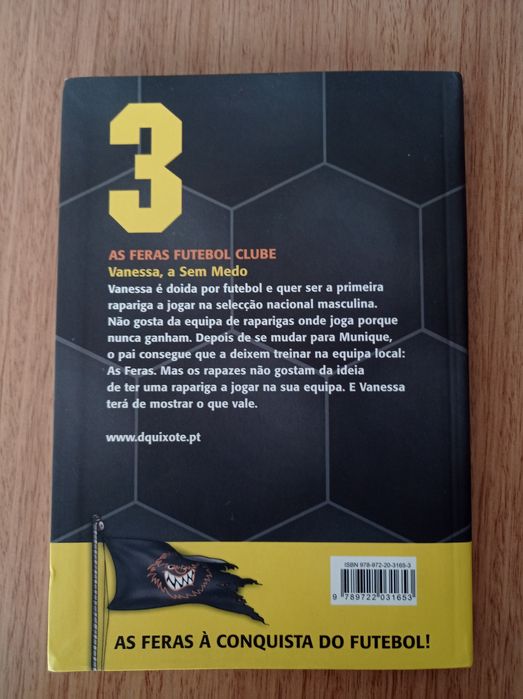 3
AS FERAS FUTEBOL CLUBE
Vanessa, a Sem Medo
Vanessa é doida por futebol e quer ser a primeira
rapariga a jogar na selecção nacional masculina.
Não gosta da equipa de raparigas onde joga porque
nunca ganham. Depois de se mudar para Munique,
o pai consegue que a deixem treinar na equipa local:
As Feras. Mas os rapazes não gostam da ideia
de ter uma rapariga a jogar na sua equipa. E Vanessa
terá de mostrar o que vale.
www.dquixote.pt
ISBN 978-972-20-3165-3
9 789722 031653
AS FERAS À CONQUISTA DO FUTEBOL!